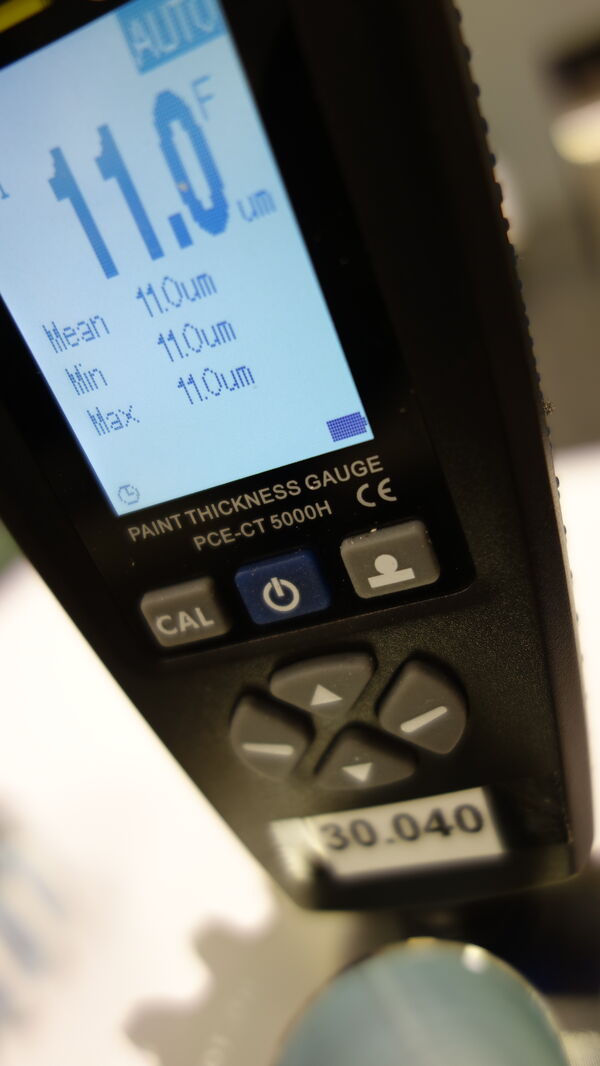 AUTO
F
11.0 um
Mean 11.0um
Min 11.0um
Max 11.0um
PAINT THICKNESS GAUGE
PCE-CT 5000H CE
CAL
30.040